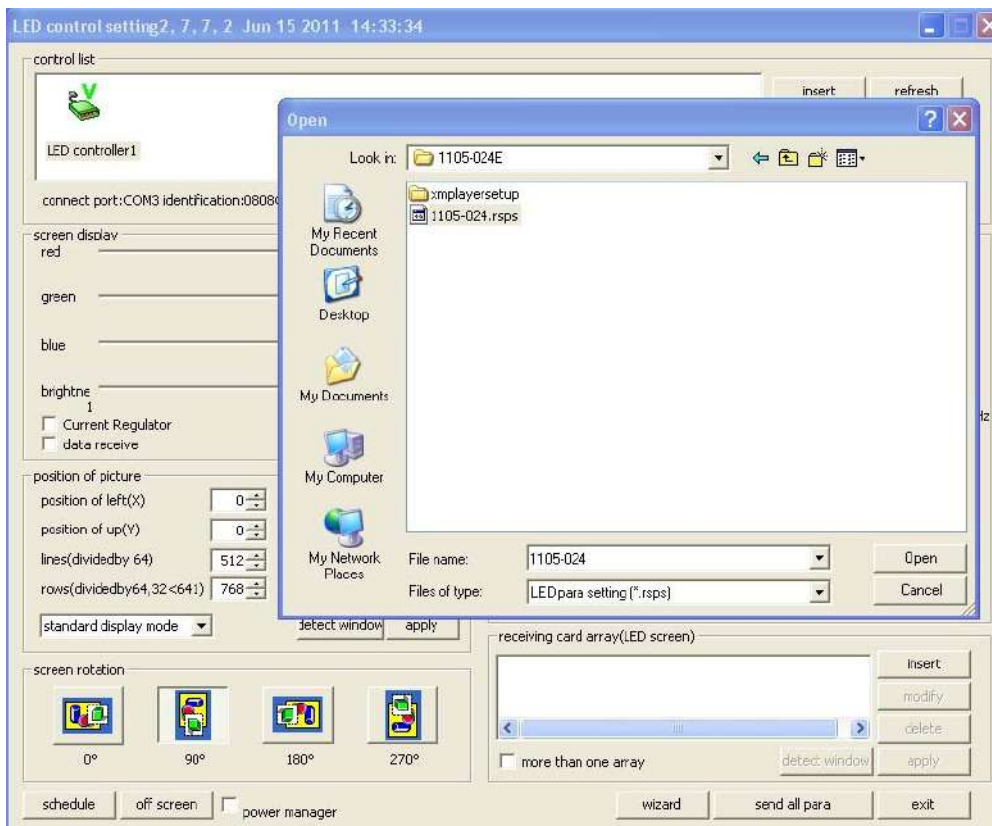 LED control setting2, 7, 7, 2 Jun 15 2011 14:33:34
control list
insert refresh
LED controller1
connect port:COM3 identification:0808
Open
Look in: 1105-024E
My Recent Documents
Desktop
My Documents
My Computer
My Network Places
xmplayersetup
1105-024.rsps
File name: 1105-024 Open
Files of type: LEDpara setting (*.rsps) Cancel
screen display
red
green
blue
brightne
1
Current Regulator
data receive
Hz
position of picture
position of left(X) 0
position of up(Y) 0
lines(dividedby 64) 512
rows(dividedby64,32<641) 768
standard display mode detect window apply
screen rotation
0° 90° 180° 270°
receiving card array(LED screen)
insert
modify
delete
more than one array detect window apply
schedule off screen power manager wizard send all para exit